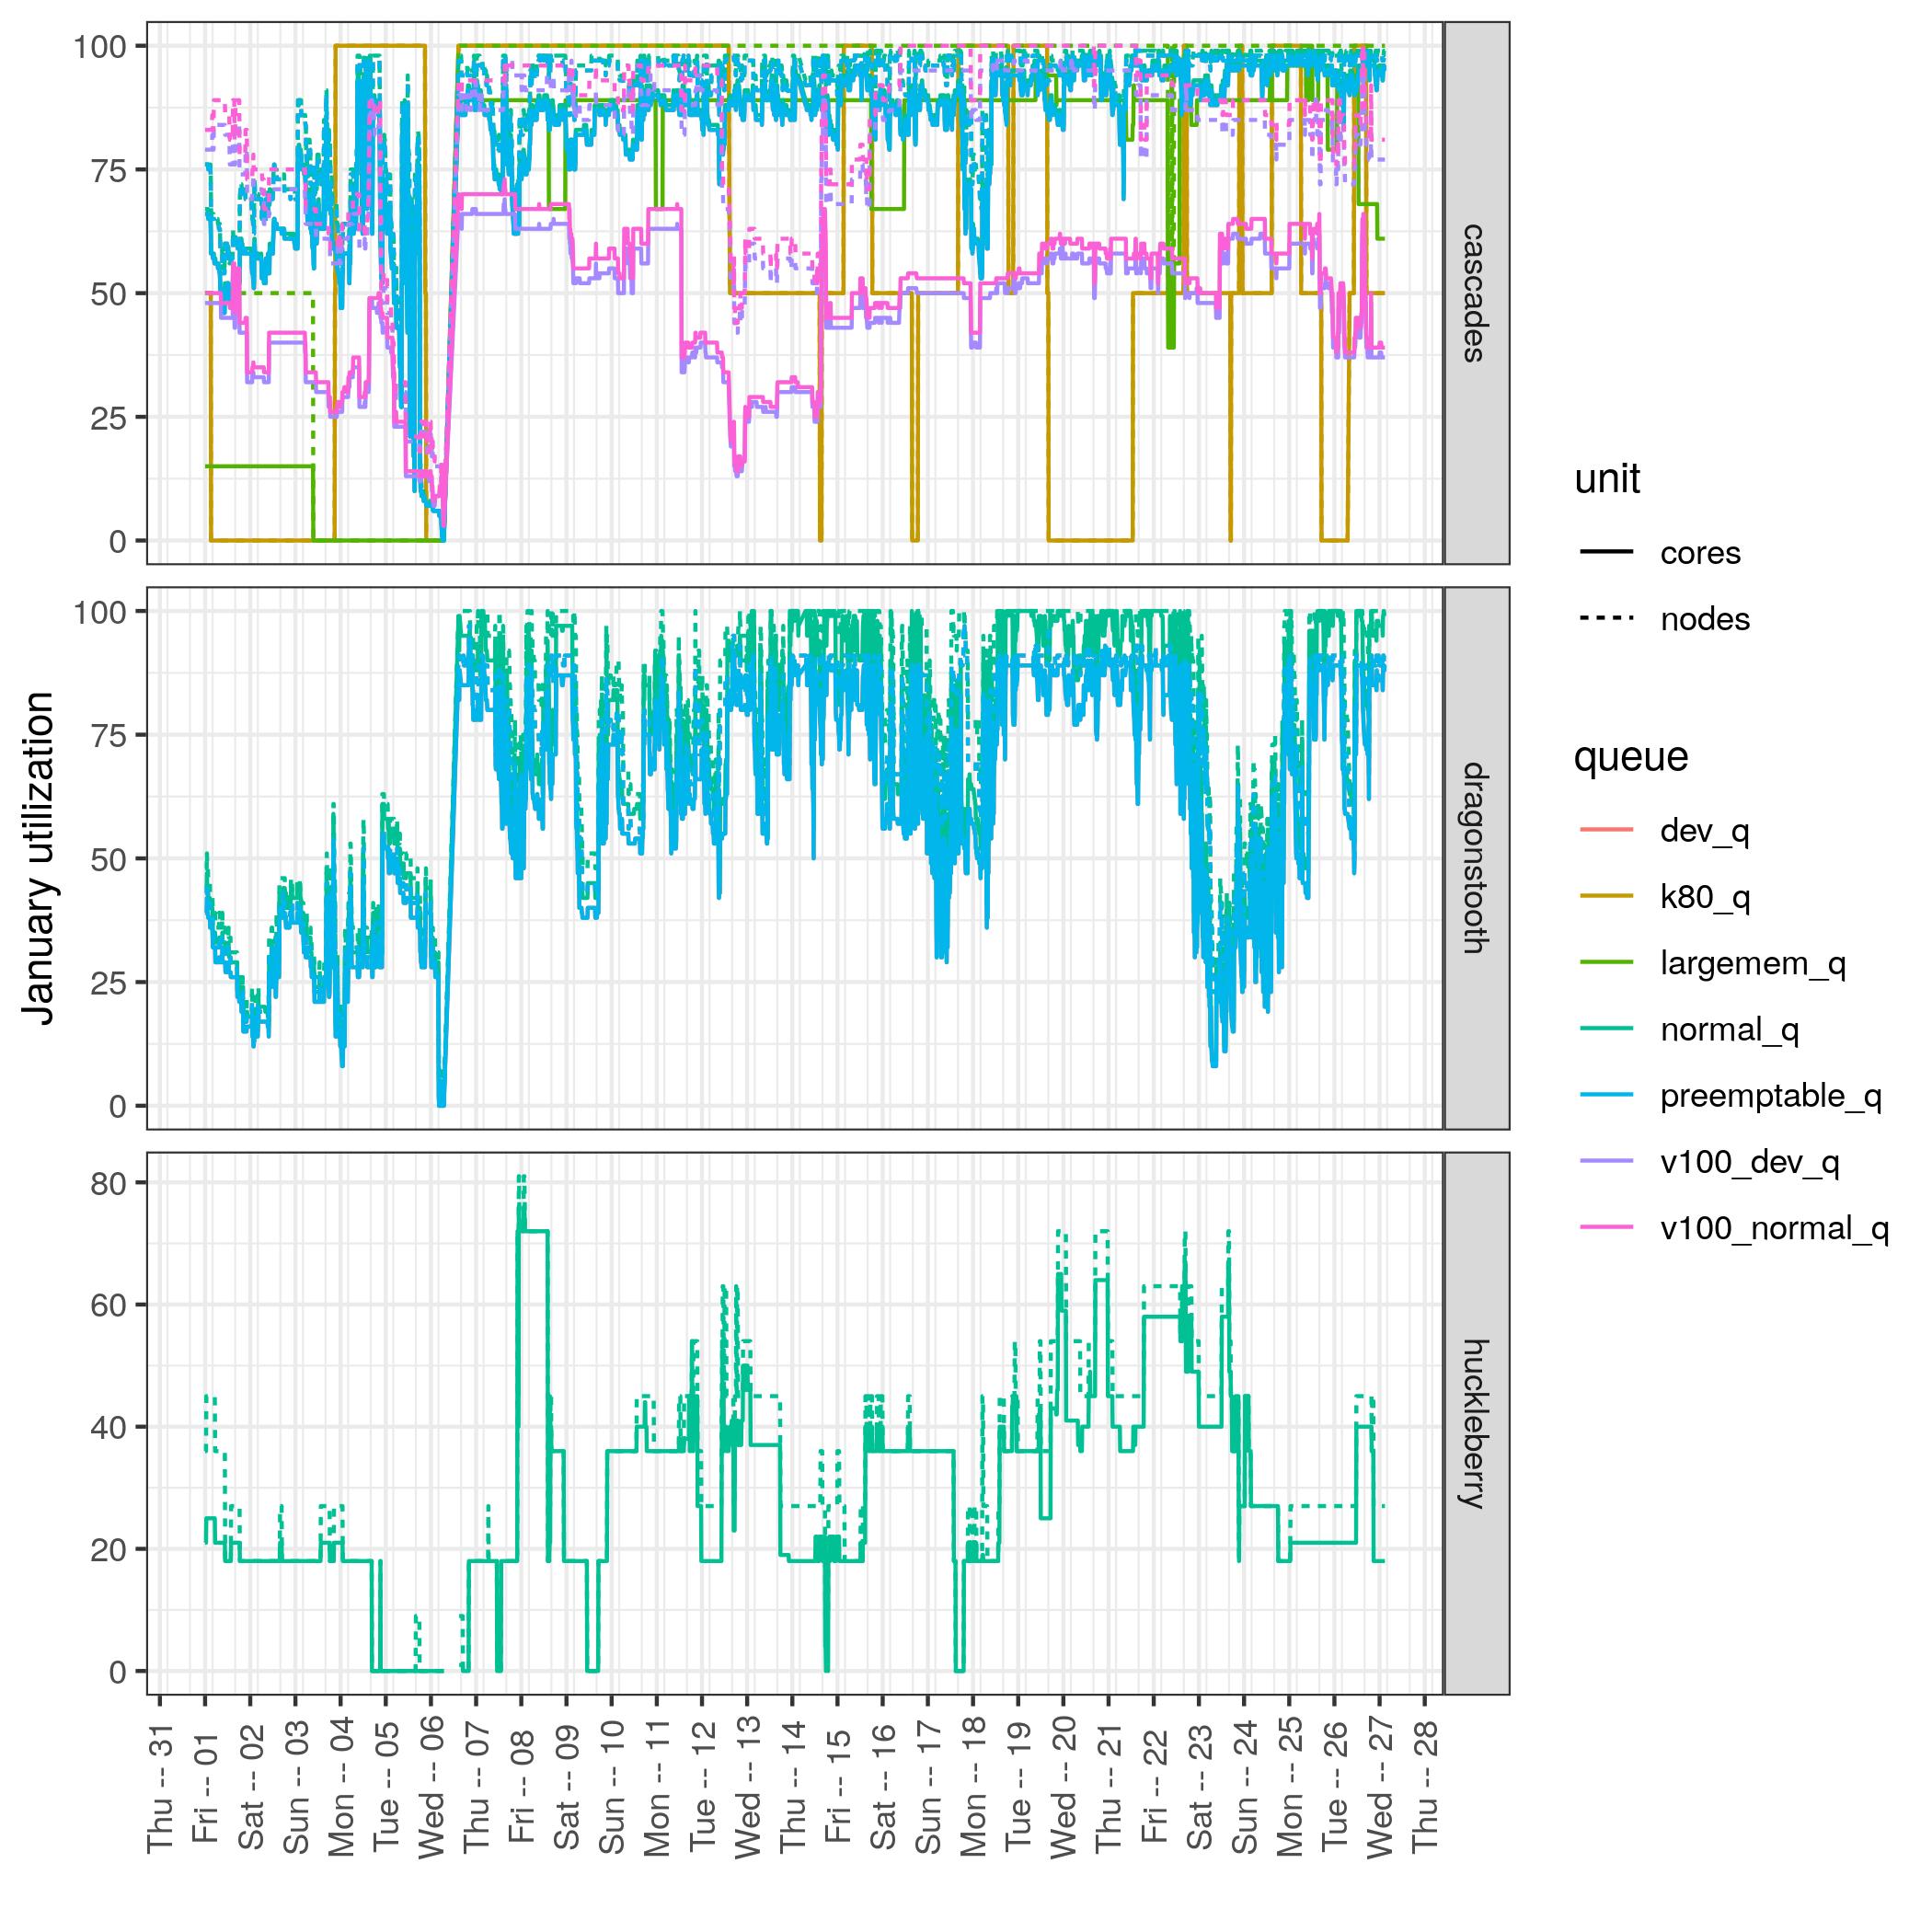 January utilization
100
75
50
25
0
cascades
100
75
50
25
0
dragonstooth
80
60
40
20
0
huckleberry
Thu -- 31
Fri -- 01
Sat -- 02
Sun -- 03
Mon -- 04
Tue -- 05
Wed -- 06
Thu -- 07
Fri -- 08
Sat -- 09
Sun -- 10
Mon -- 11
Tue -- 12
Wed -- 13
Thu -- 14
Fri -- 15
Sat -- 16
Sun -- 17
Mon -- 18
Tue -- 19
Wed -- 20
Thu -- 21
Fri -- 22
Sat -- 23
Sun -- 24
Mon -- 25
Tue -- 26
Wed -- 27
Thu -- 28
unit
cores
nodes
queue
dev_q
k80_q
largemem_q
normal_q
preemptable_q
v100_dev_q
v100_normal_q